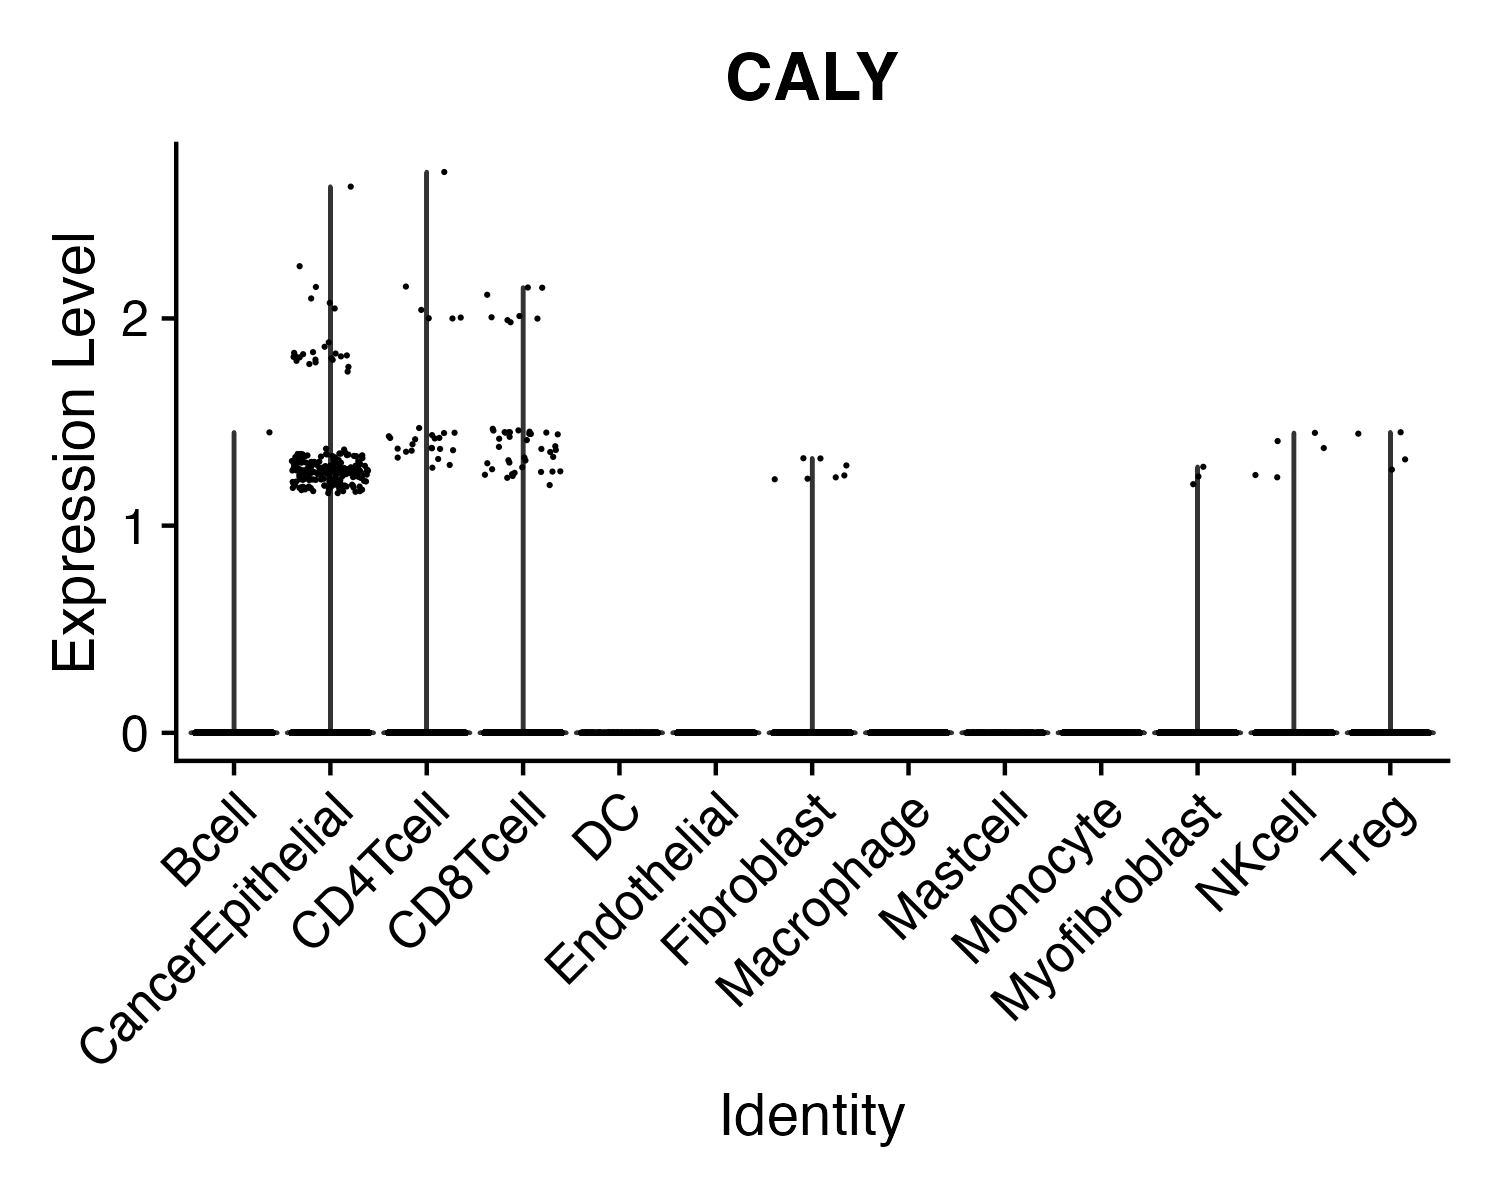 CALY
Expression Level
2
1
0
Bcell
CancerEpithelial
CD4Tcell
CD8Tcell
DC
Endothelial
Fibroblast
Macrophage
Mastcell
Monocyte
Myofibroblast
NKcell
Treg
Identity